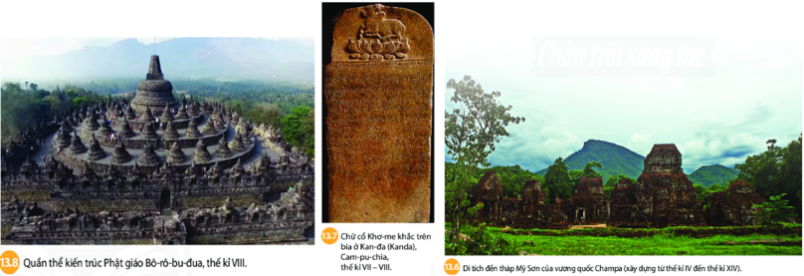 Chân trời sáng tạo
13.8 Quần thể kiến trúc Phật giáo Bô-rô-bu-đua, thế kỉ VIII.
13.7 Chữ cổ Khơ-me khắc trên
bia ở Kan-đa (Kanda),
Cam-pu-chia,
thế kỉ VII – VIII.
13.6 Di tích đền tháp Mỹ Sơn của vương quốc Champa (xây dựng từ thế kỉ IV đến thế kỉ XIV).